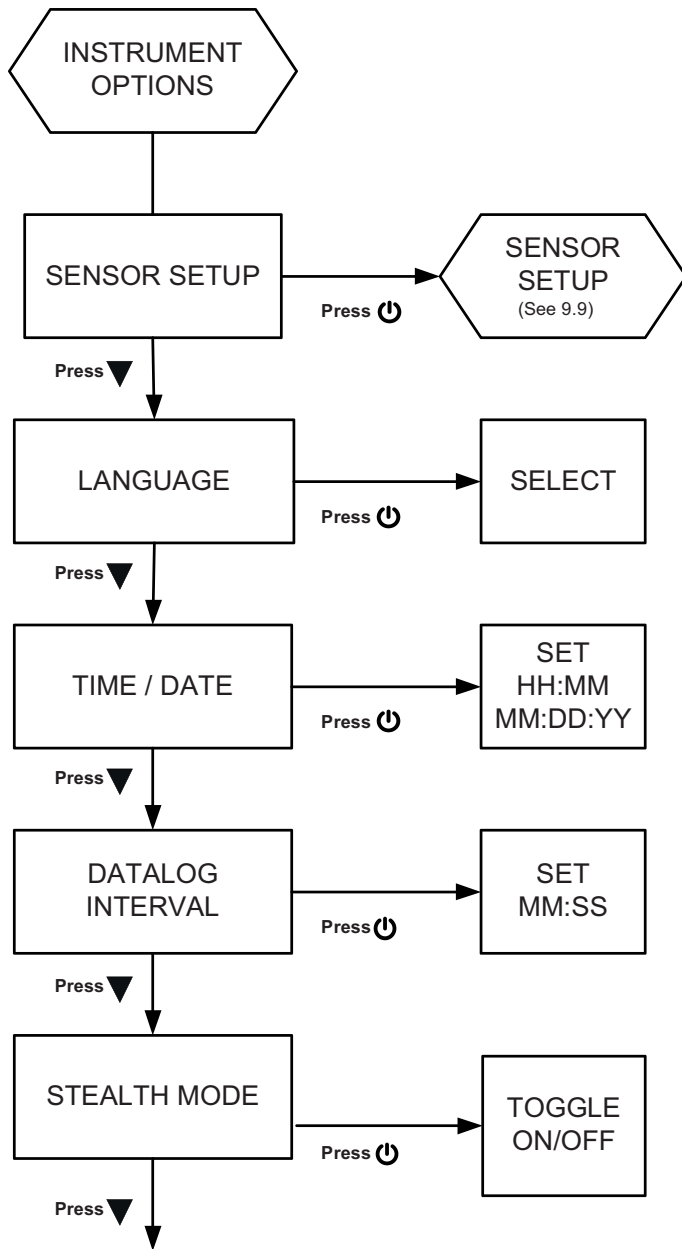 INSTRUMENT
OPTIONS
SENSOR SETUP
Press
SENSOR
SETUP
(See 9.9)
Press
LANGUAGE
Press
SELECT
Press
TIME / DATE
Press
SET
HH:MM
MM:DD:YY
Press
DATALOG
INTERVAL
Press
SET
MM:SS
Press
STEALTH MODE
Press
TOGGLE
ON/OFF
Press